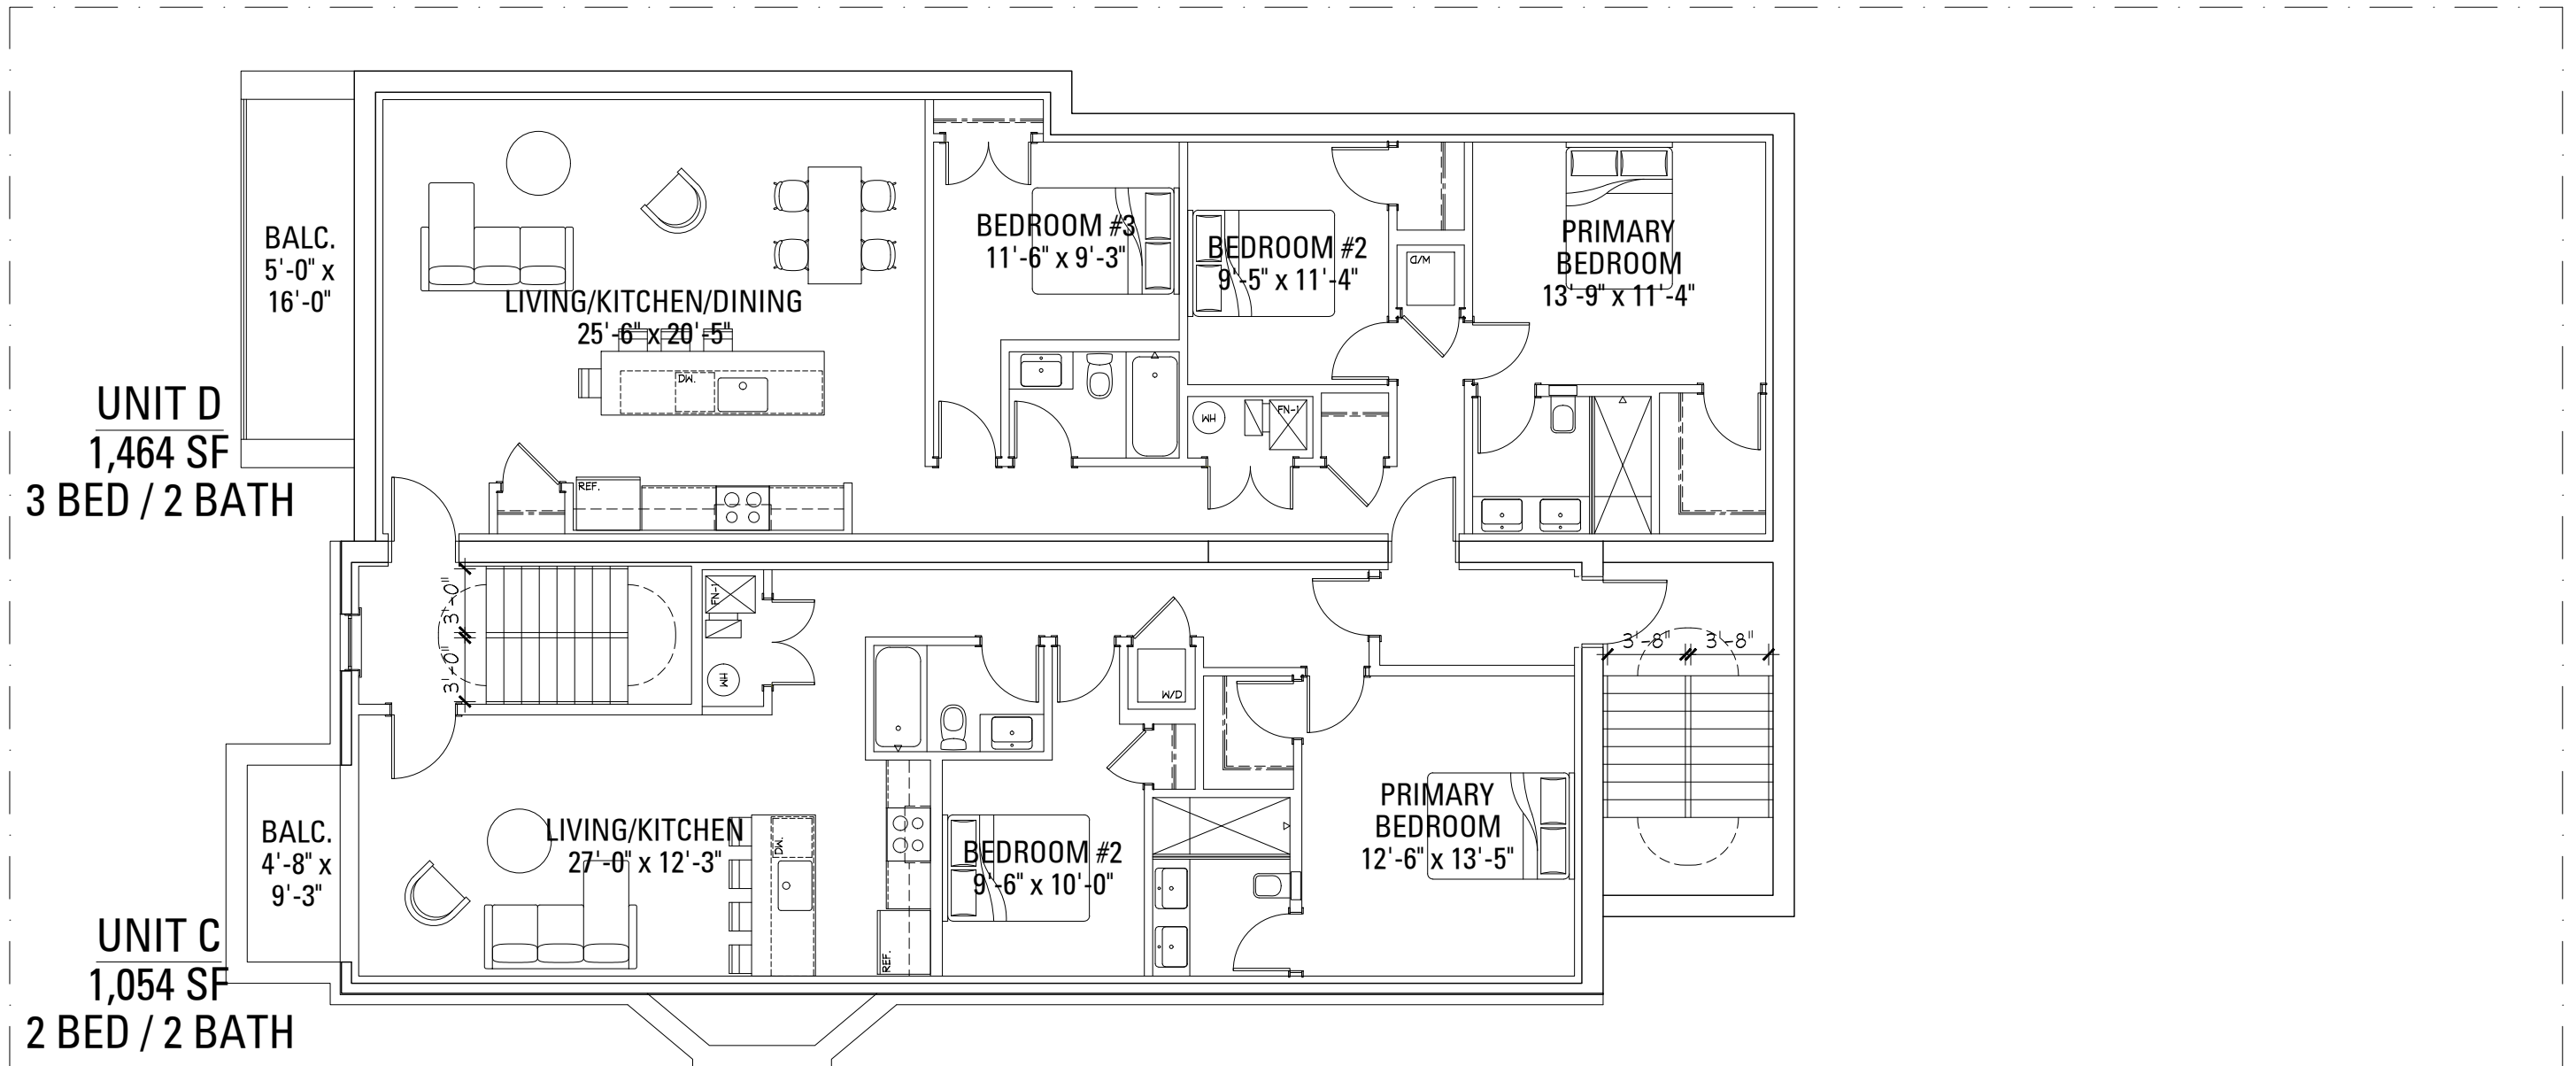 BALC.
5'-0" x
16'-0"
LIVING/KITCHEN/DINING
25'-6" x 20'-5"
DW.
REF.
BEDROOM #3
11'-6" x 9'-3"
BEDROOM #2
9'-5" x 11'-4"
W/D
PRIMARY
BEDROOM
13'-9" x 11'-4"
WH
FN-1
UNIT D
1,464 SF
3 BED / 2 BATH
3'-0"
3'-0"
FN-1
WH
W/D
3'-8"
3'-8"
BALC.
4'-8" x
9'-3"
LIVING/KITCHEN
27'-0" x 12'-3"
DW.
REF.
BEDROOM #2
9'-6" x 10'-0"
PRIMARY
BEDROOM
12'-6" x 13'-5"
UNIT C
1,054 SF
2 BED / 2 BATH